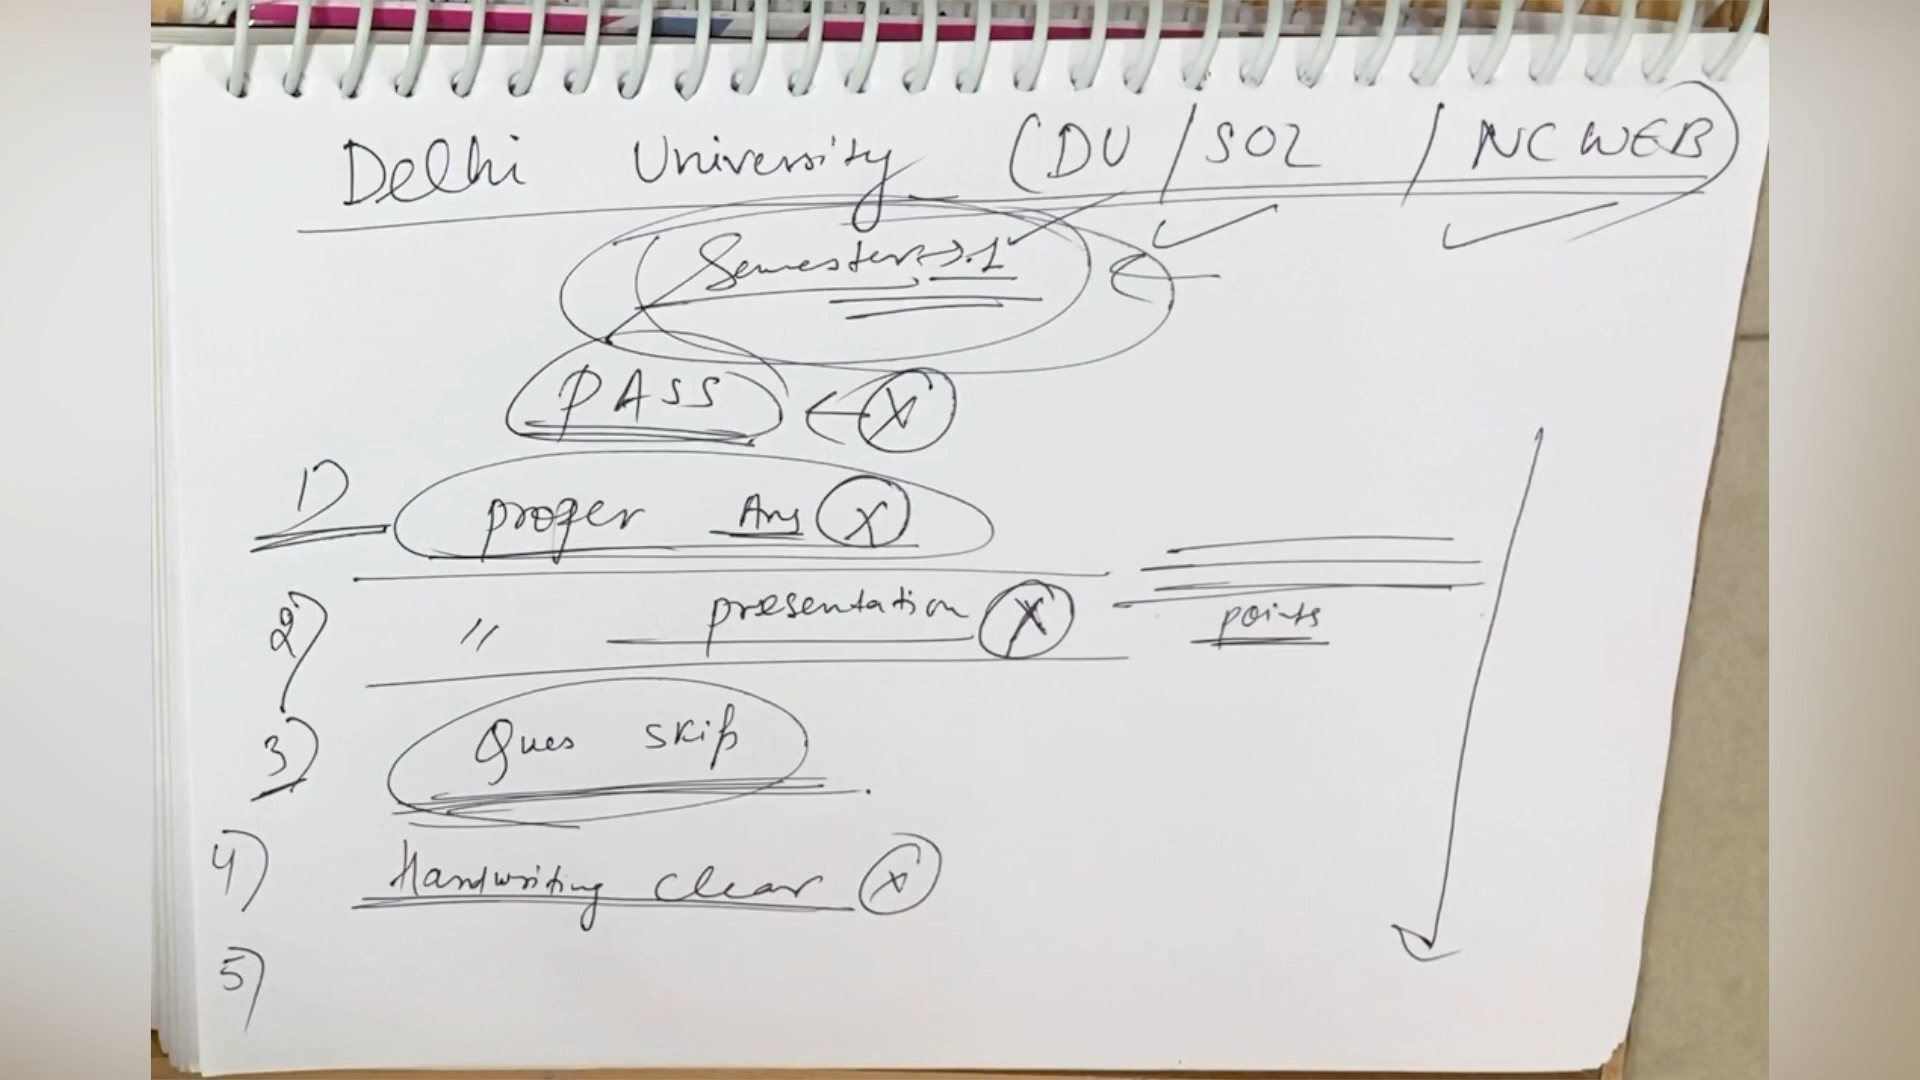 Delhi University (DU / SOL / NCWEB)
Semester → 1
PASS ← X
1) proper Ans X
2) " presentation X
points
3) Ques skip
4) Handwriting clear X
5)